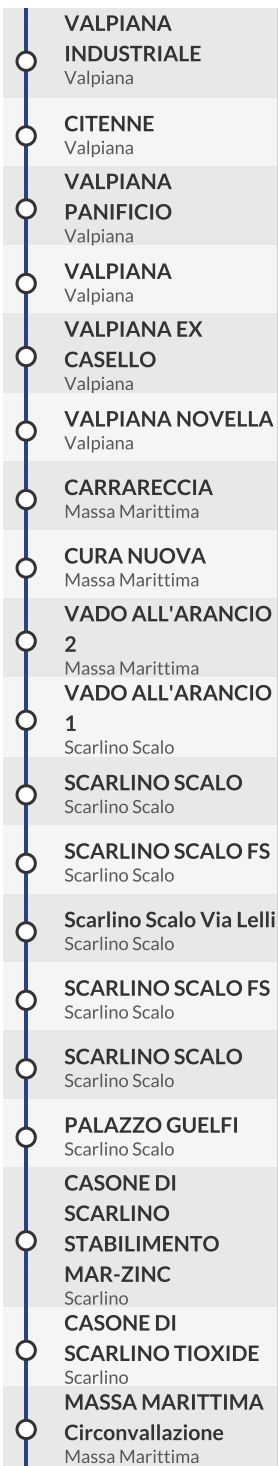 VALPIANA
INDUSTRIALE
Valpiana
CITENNE
Valpiana
VALPIANA
PANIFICIO
Valpiana
VALPIANA
Valpiana
VALPIANA EX
CASELLO
Valpiana
VALPIANA NOVELLA
Valpiana
CARRARECCIA
Massa Marittima
CURA NUOVA
Massa Marittima
VADO ALL'ARANCIO
2
Massa Marittima
VADO ALL'ARANCIO
1
Scarlino Scalo
SCARLINO SCALO
Scarlino Scalo
SCARLINO SCALO FS
Scarlino Scalo
Scarlino Scalo Via Lelli
Scarlino Scalo
SCARLINO SCALO FS
Scarlino Scalo
SCARLINO SCALO
Scarlino Scalo
PALAZZO GUELFI
Scarlino Scalo
CASONE DI
SCARLINO
STABILIMENTO
MAR-ZINC
Scarlino
CASONE DI
SCARLINO TIOXIDE
Scarlino
MASSA MARITTIMA
Circonvallazione
Massa Marittima